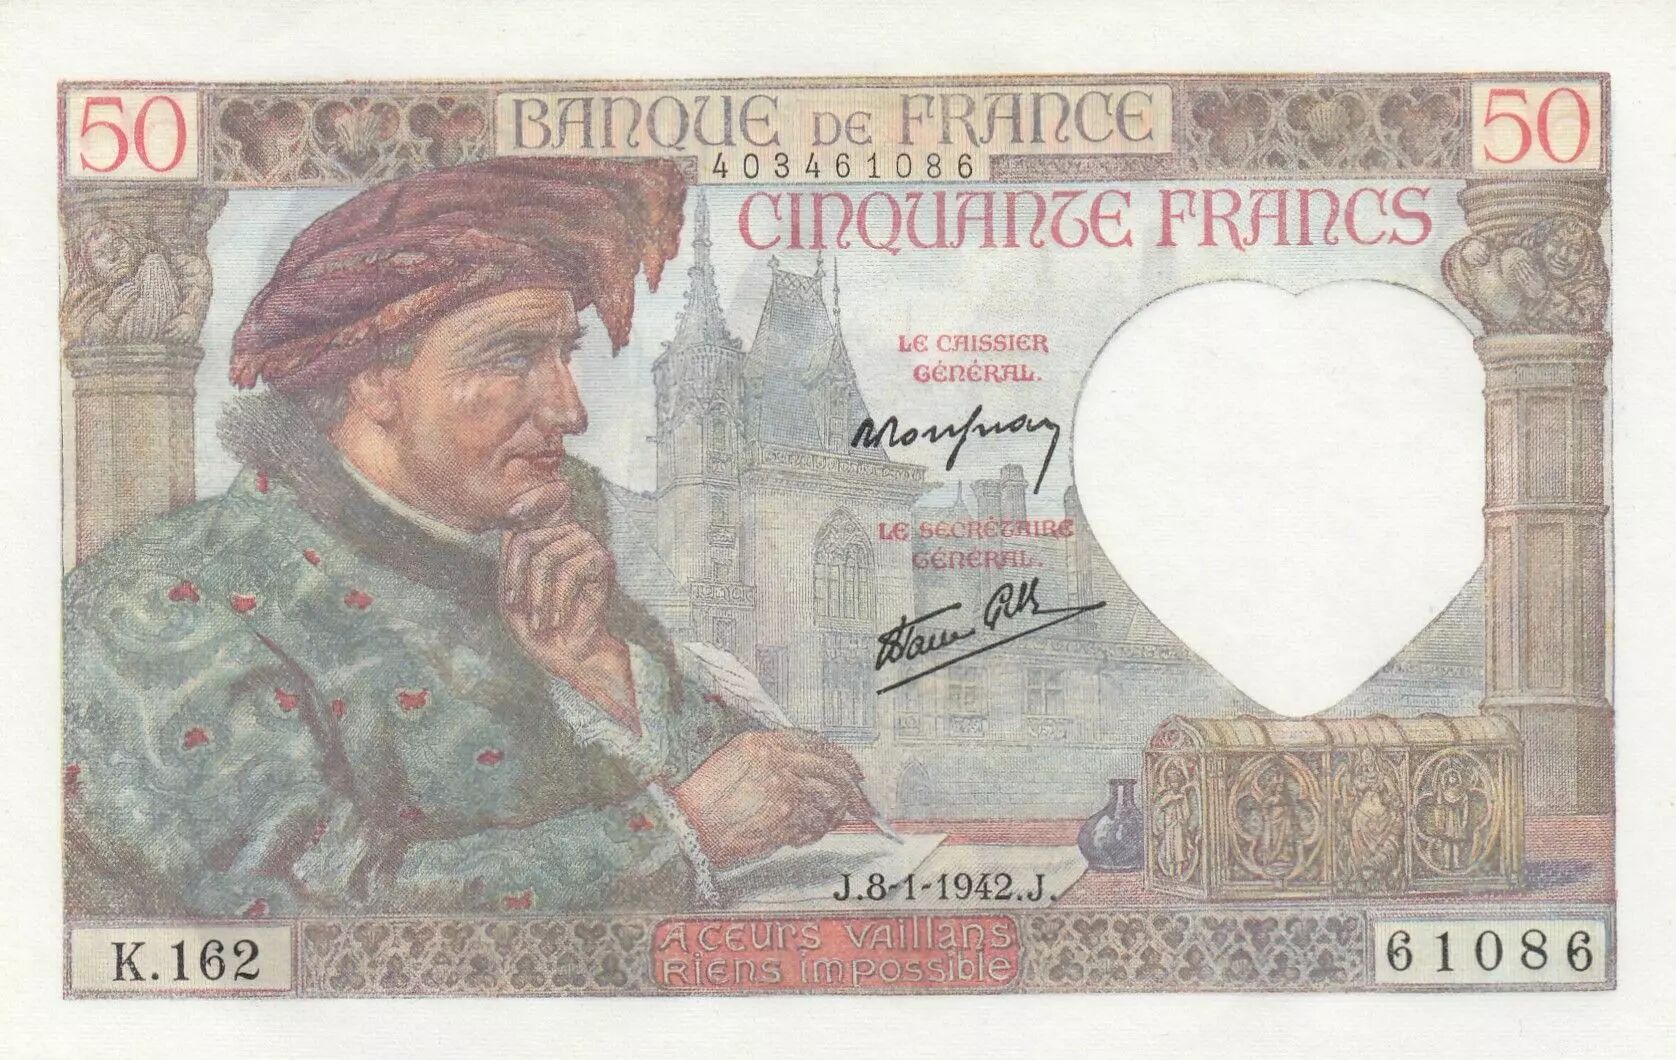 50
BANQUE DE FRANCE
50
403461086
CINQUANTE FRANCS
LE CAISSIER
GÉNÉRAL.
LE SECRÉTAIRE
GÉNÉRAL.
J.8-1-1942.J.
K.162
A CŒURS VAILLANS
RIENS IMPOSSIBLE
61086